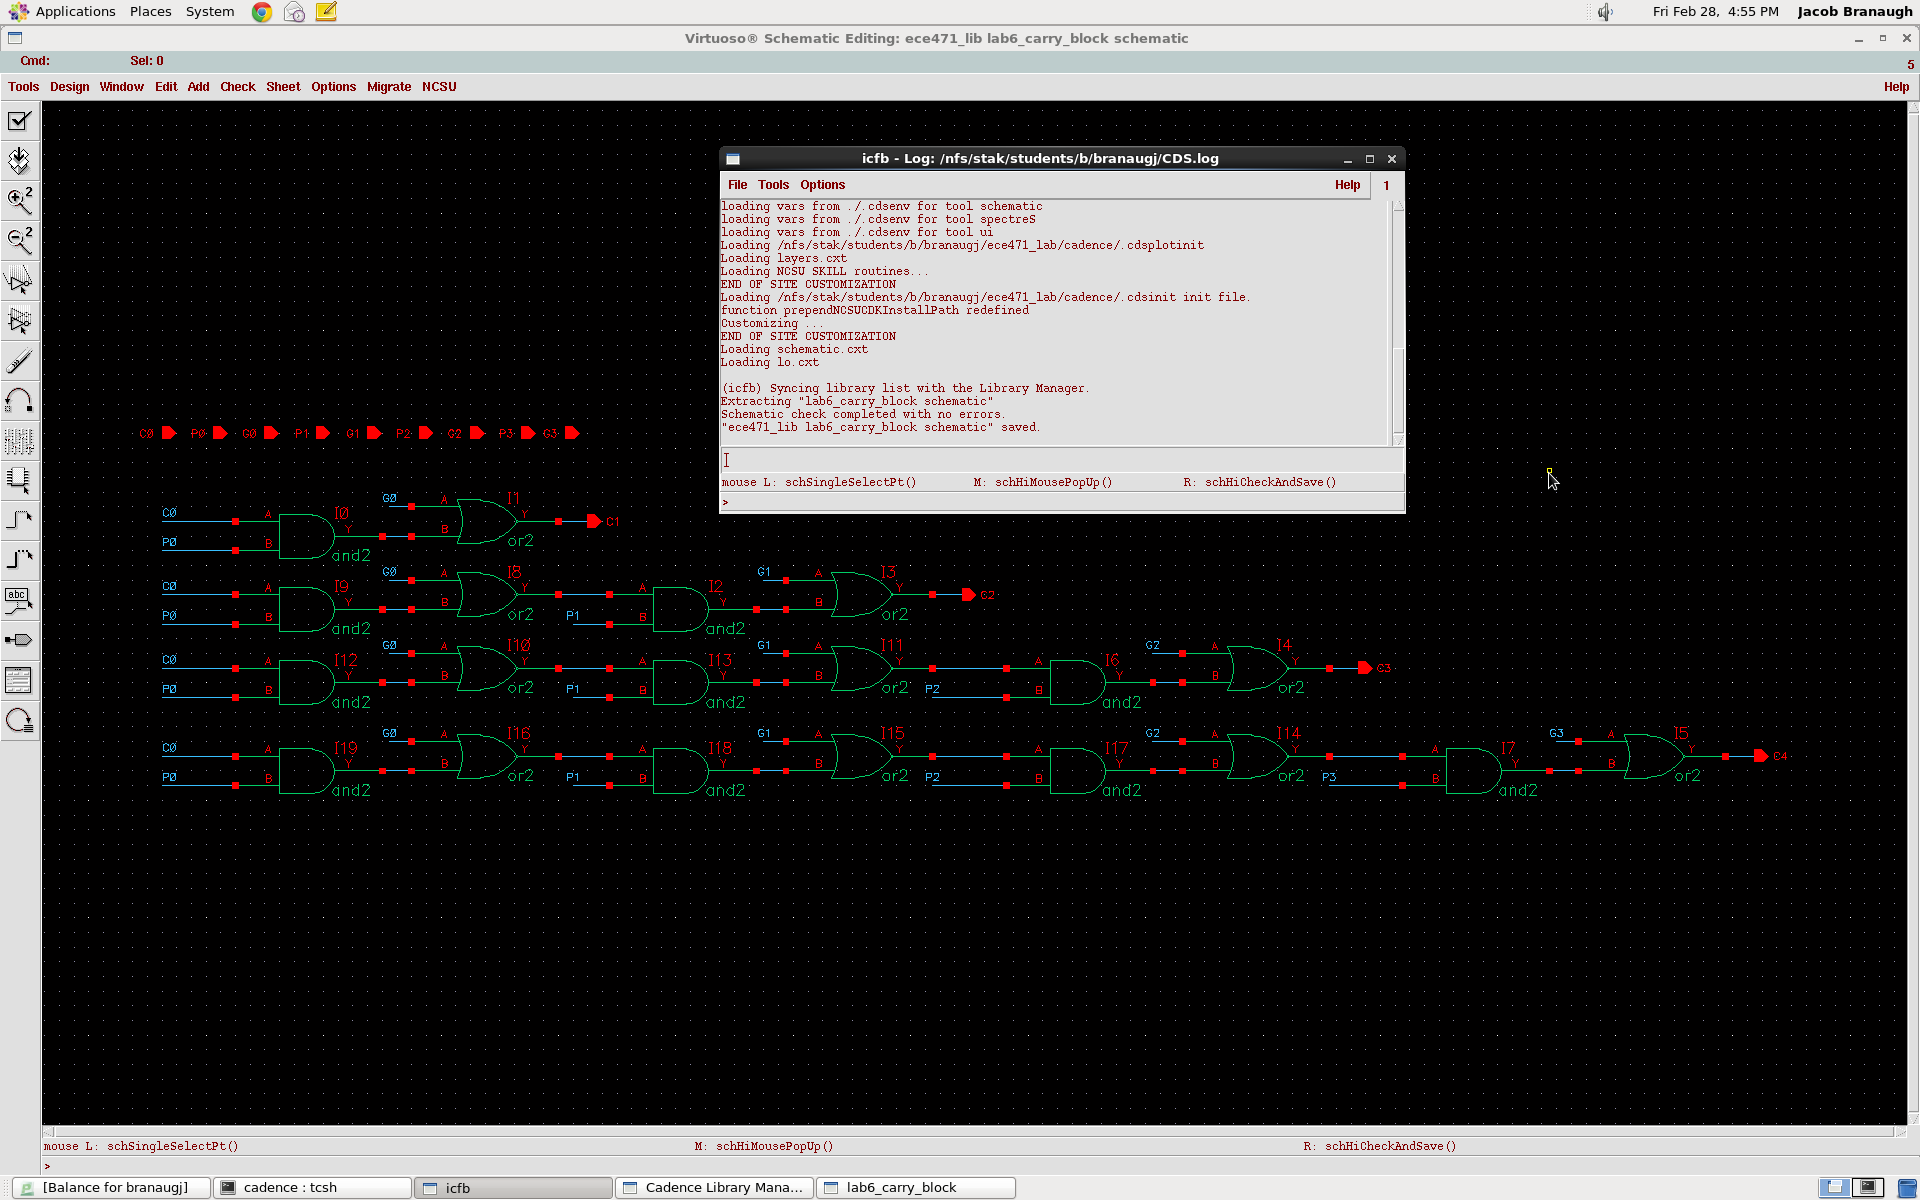 Applications Places System Fri Feb 28, 4:55 PM Jacob Branaugh
Virtuoso® Schematic Editing: ece471_lib lab6_carry_block schematic
Cmd: Sel: 0 5
Tools Design Window Edit Add Check Sheet Options Migrate NCSU Help
2
2
abc
icfb - Log: /nfs/stak/students/b/branaugj/CDS.log
File Tools Options Help 1
loading vars from ./.cdsenv for tool schematic
loading vars from ./.cdsenv for tool spectreS
loading vars from ./.cdsenv for tool ui
Loading /nfs/stak/students/b/branaugj/ece471_lab/cadence/.cdsplotinit
Loading layers.cxt
Loading NCSU SKILL routines...
END OF SITE CUSTOMIZATION
Loading /nfs/stak/students/b/branaugj/ece471_lab/cadence/.cdsinit init file.
function prependNCSUCDKInstallPath redefined
Customizing ...
END OF SITE CUSTOMIZATION
Loading schematic.cxt
Loading lo.cxt
(icfb) Syncing library list with the Library Manager.
Extracting "lab6_carry_block schematic"
Schematic check completed with no errors.
"ece471_lib lab6_carry_block schematic" saved.
mouse L: schSingleSelectPt() M: schHiMousePopUp() R: schHiCheckAndSave()
>
C0 P0 G0 P1 G1 P2 G2 P3 G3
G0 A I1
C0 A I0 Y C1
Y B or2
P0 B and2
G0 A I8 G1 A I3
C0 A I9 Y A I2 Y C2
Y B or2 P1 B Y B or2
P0 B and2 and2
G0 A I10 G1 A I11 G2 A I4
C0 A I12 Y A I13 Y A I6 Y C3
Y B or2 P1 B Y B or2 P2 B Y B or2
P0 B and2 and2 and2
G0 A I16 G1 A I15 G2 A I14 G3 A I5
C0 A I19 Y A I18 Y A I17 Y A I7 Y C4
Y B or2 P1 B Y B or2 P2 B Y B or2 P3 B Y B or2
P0 B and2 and2 and2 and2
mouse L: schSingleSelectPt() M: schHiMousePopUp() R: schHiCheckAndSave()
>
[Balance for branaugj] cadence : tcsh icfb Cadence Library Mana... lab6_carry_block